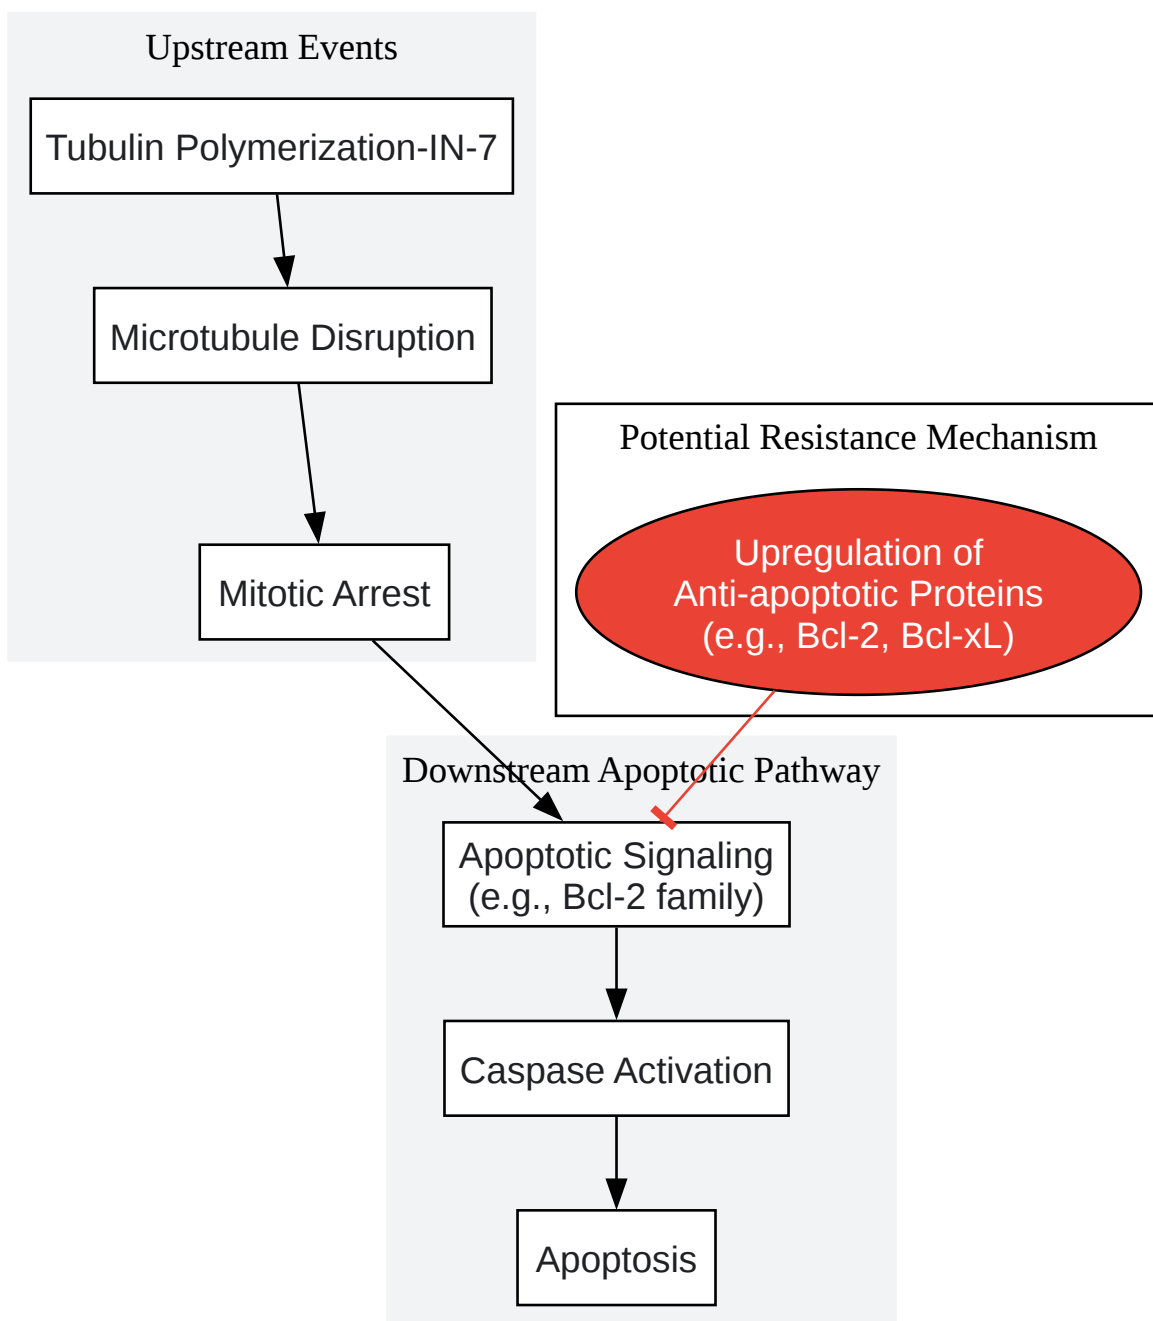 Upstream Events
Tubulin Polymerization-IN-7
Microtubule Disruption
Mitotic Arrest
Potential Resistance Mechanism
Upregulation of
Anti-apoptotic Proteins
(e.g., Bcl-2, Bcl-xL)
Downstream Apoptotic Pathway
Apoptotic Signaling
(e.g., Bcl-2 family)
Caspase Activation
Apoptosis